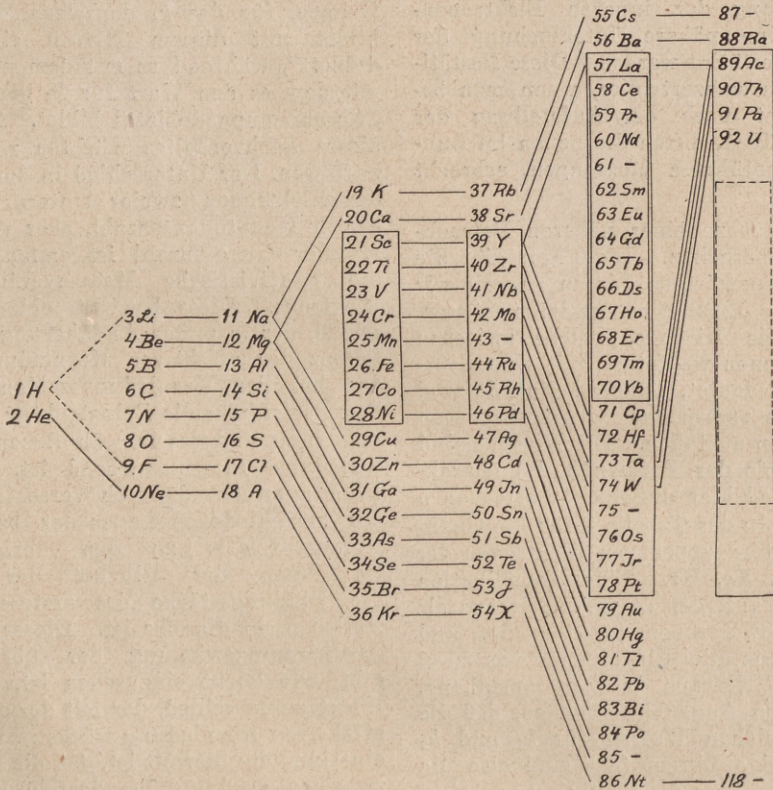 1 H
2 He
3 Li
4 Be
5 B
6 C
7 N
8 O
9 F
10 Ne
11 Na
12 Mg
13 Al
14 Si
15 P
16 S
17 Cl
18 A
19 K
20 Ca
21 Sc
22 Ti
23 V
24 Cr
25 Mn
26 Fe
27 Co
28 Ni
29 Cu
30 Zn
31 Ga
32 Ge
33 As
34 Se
35 Br
36 Kr
37 Rb
38 Sr
39 Y
40 Zr
41 Nb
42 Mo
43 -
44 Ru
45 Rh
46 Pd
47 Ag
48 Cd
49 Jn
50 Sn
51 Sb
52 Te
53 J
54 X
55 Cs
56 Ba
57 La
58 Ce
59 Pr
60 Nd
61 -
62 Sm
63 Eu
64 Gd
65 Tb
66 Ds
67 Ho
68 Er
69 Tm
70 Yb
71 Cp
72 Hf
73 Ta
74 W
75 -
76 Os
77 Jr
78 Pt
79 Au
80 Hg
81 Tl
82 Pb
83 Bi
84 Po
85 -
86 Nt
87 -
88 Ra
89 Ac
90 Th
91 Pa
92 U
118 -